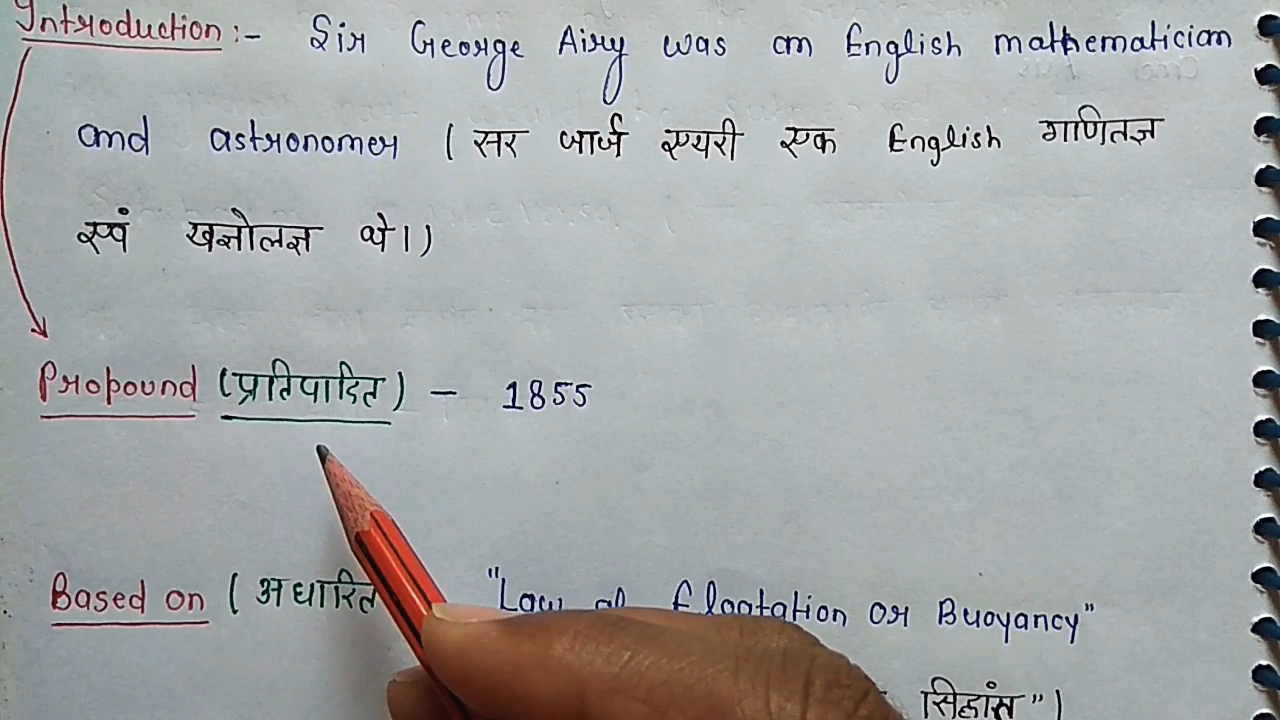 Introduction :- Sir George Airy was an English mathematician
and astronomer ( सर जार्ज एयरी एक English गणितज्ञ
एवं खगोलज्ञ थे।)
Propound (प्रतिपादित) - 1855
Based on ( अधारित "Law of Floatation or Buoyancy"
सिद्धांत")